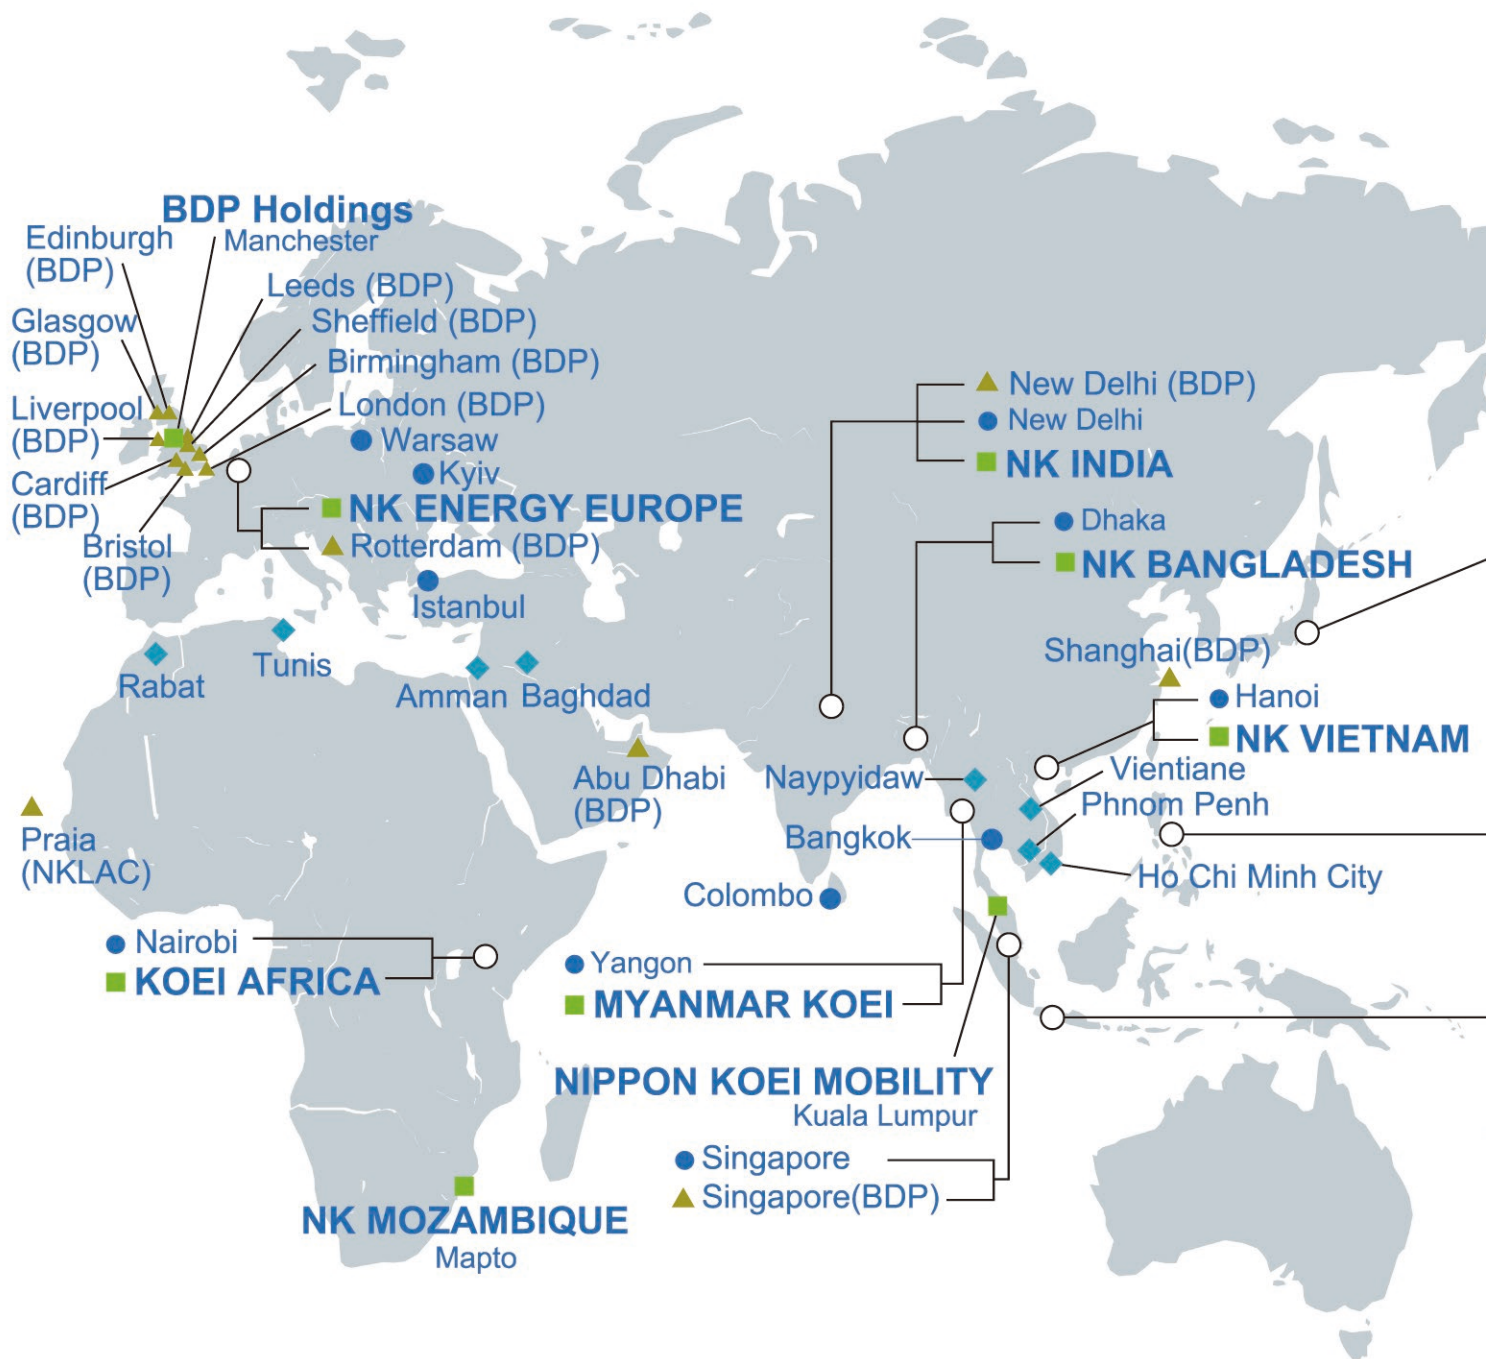 BDP Holdings
Manchester
Edinburgh
(BDP)
Leeds (BDP)
Glasgow
(BDP)
Sheffield (BDP)
Birmingham (BDP)
Liverpool
(BDP)
London (BDP)
Warsaw
Kyiv
Cardiff
(BDP)
NK ENERGY EUROPE
Rotterdam (BDP)
Bristol
(BDP)
Istanbul
New Delhi (BDP)
New Delhi
NK INDIA
Dhaka
NK BANGLADESH
Shanghai(BDP)
Hanoi
NK VIETNAM
Rabat
Tunis
Amman
Baghdad
Abu Dhabi
(BDP)
Naypyidaw
Vientiane
Phnom Penh
Bangkok
Ho Chi Minh City
Praia
(NKLAC)
Colombo
Nairobi
KOEI AFRICA
Yangon
MYANMAR KOEI
NIPPON KOEI MOBILITY
Kuala Lumpur
Singapore
Singapore(BDP)
NK MOZAMBIQUE
Mapto